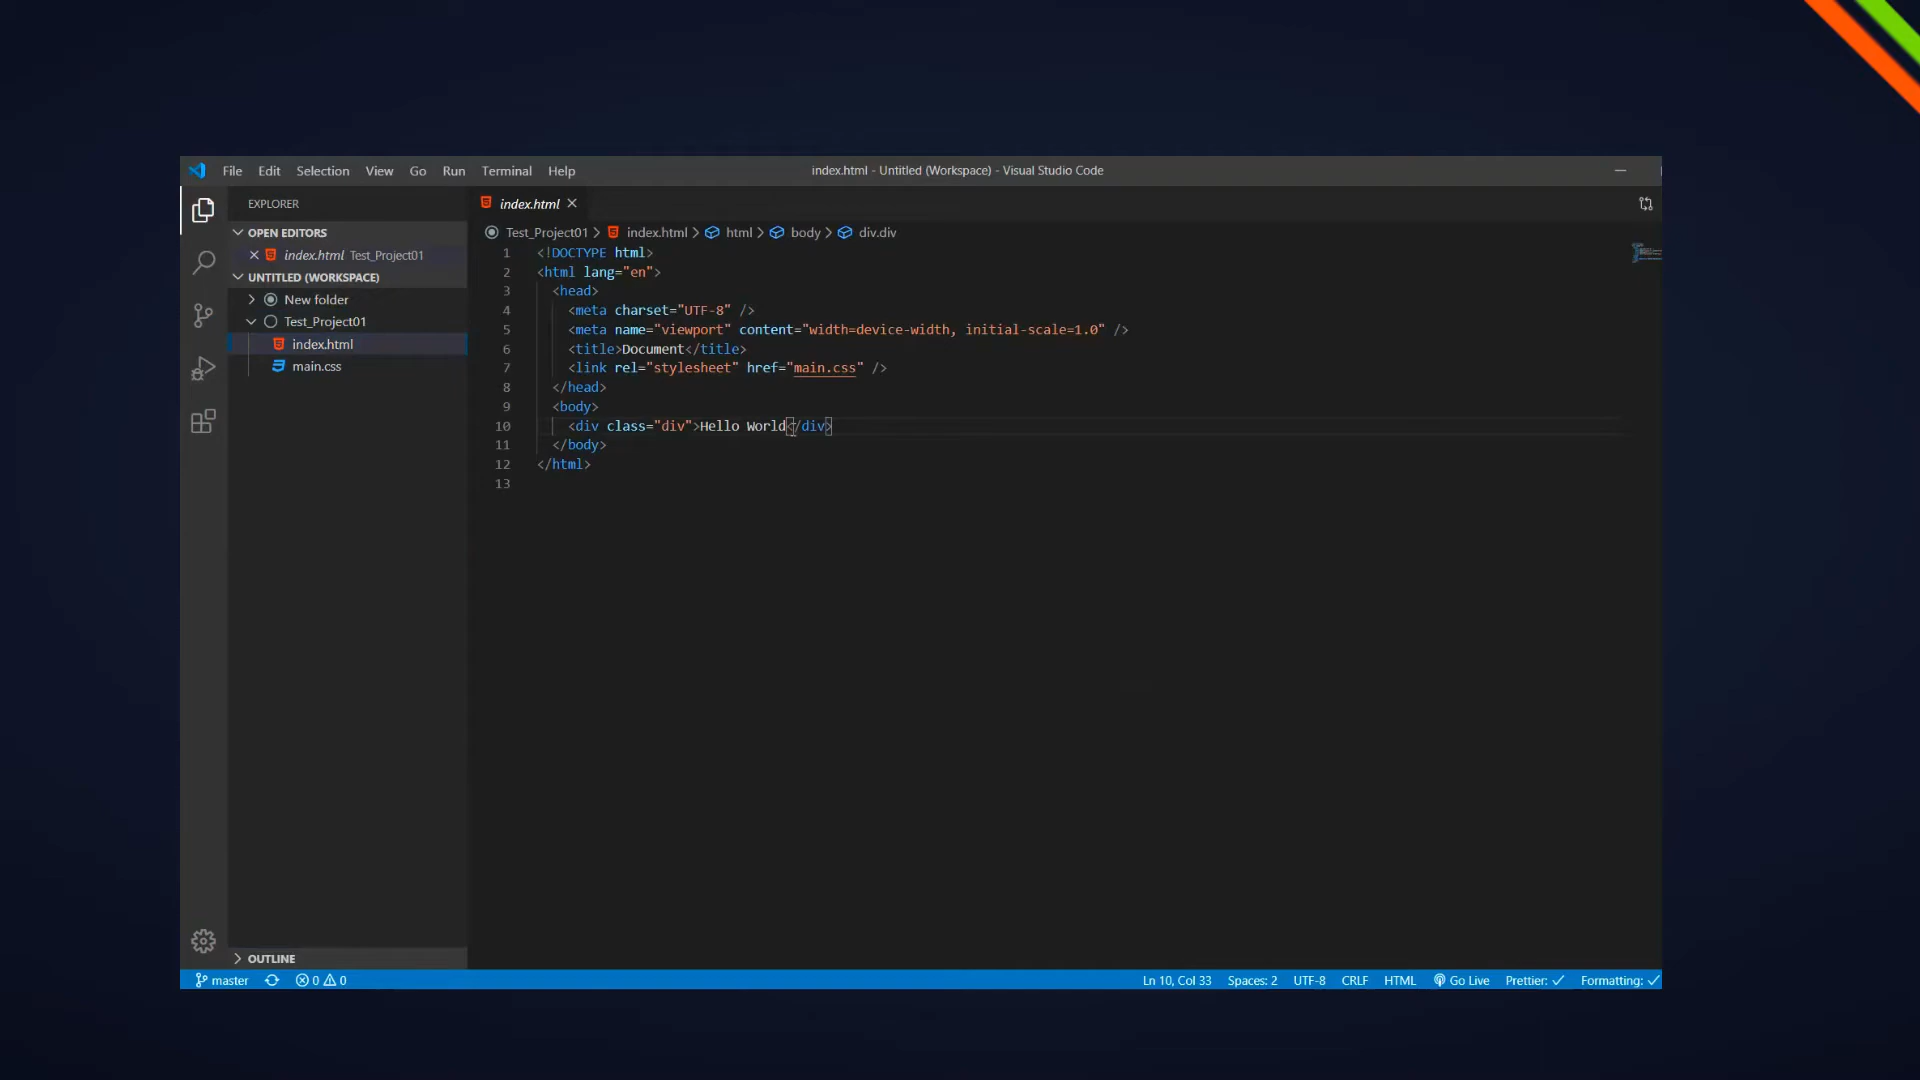 File Edit Selection View Go Run Terminal Help
index.html - Untitled (Workspace) - Visual Studio Code
EXPLORER
OPEN EDITORS
index.html Test_Project01
UNTITLED (WORKSPACE)
New folder
Test_Project01
index.html
main.css
OUTLINE
index.html
Test_Project01 > index.html > html > body > div.div
1 <!DOCTYPE html>
2 <html lang="en">
3 <head>
4 <meta charset="UTF-8" />
5 <meta name="viewport" content="width=device-width, initial-scale=1.0" />
6 <title>Document</title>
7 <link rel="stylesheet" href="main.css" />
8 </head>
9 <body>
10 <div class="div">Hello World</div>
11 </body>
12 </html>
13
master 0 0 Ln 10, Col 33 Spaces: 2 UTF-8 CRLF HTML Go Live Prettier: ✓ Formatting: ✓